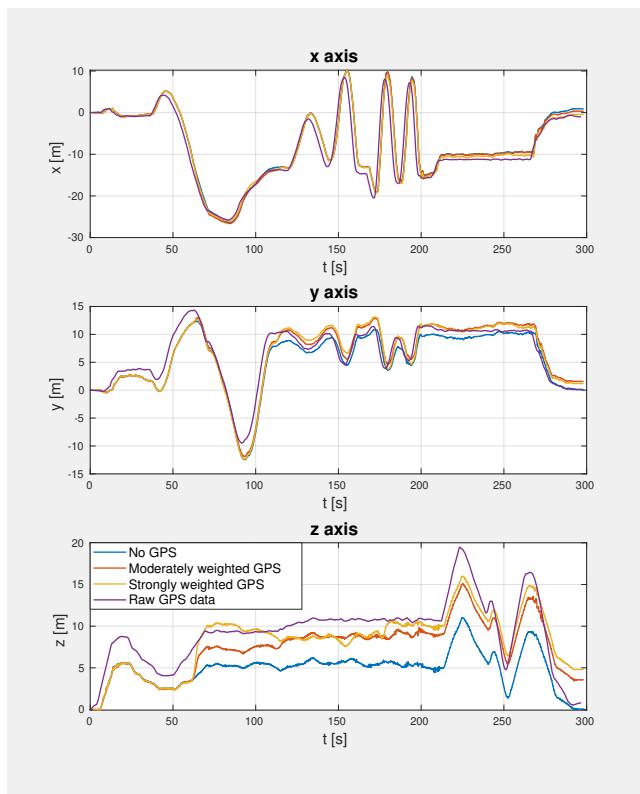 x axis
10
0
-10
-20
-30
x [m]
0 50 100 150 200 250 300
t [s]
y axis
15
10
5
0
-5
-10
-15
y [m]
0 50 100 150 200 250 300
t [s]
z axis
20
15
10
5
0
z [m]
No GPS
Moderately weighted GPS
Strongly weighted GPS
Raw GPS data
0 50 100 150 200 250 300
t [s]